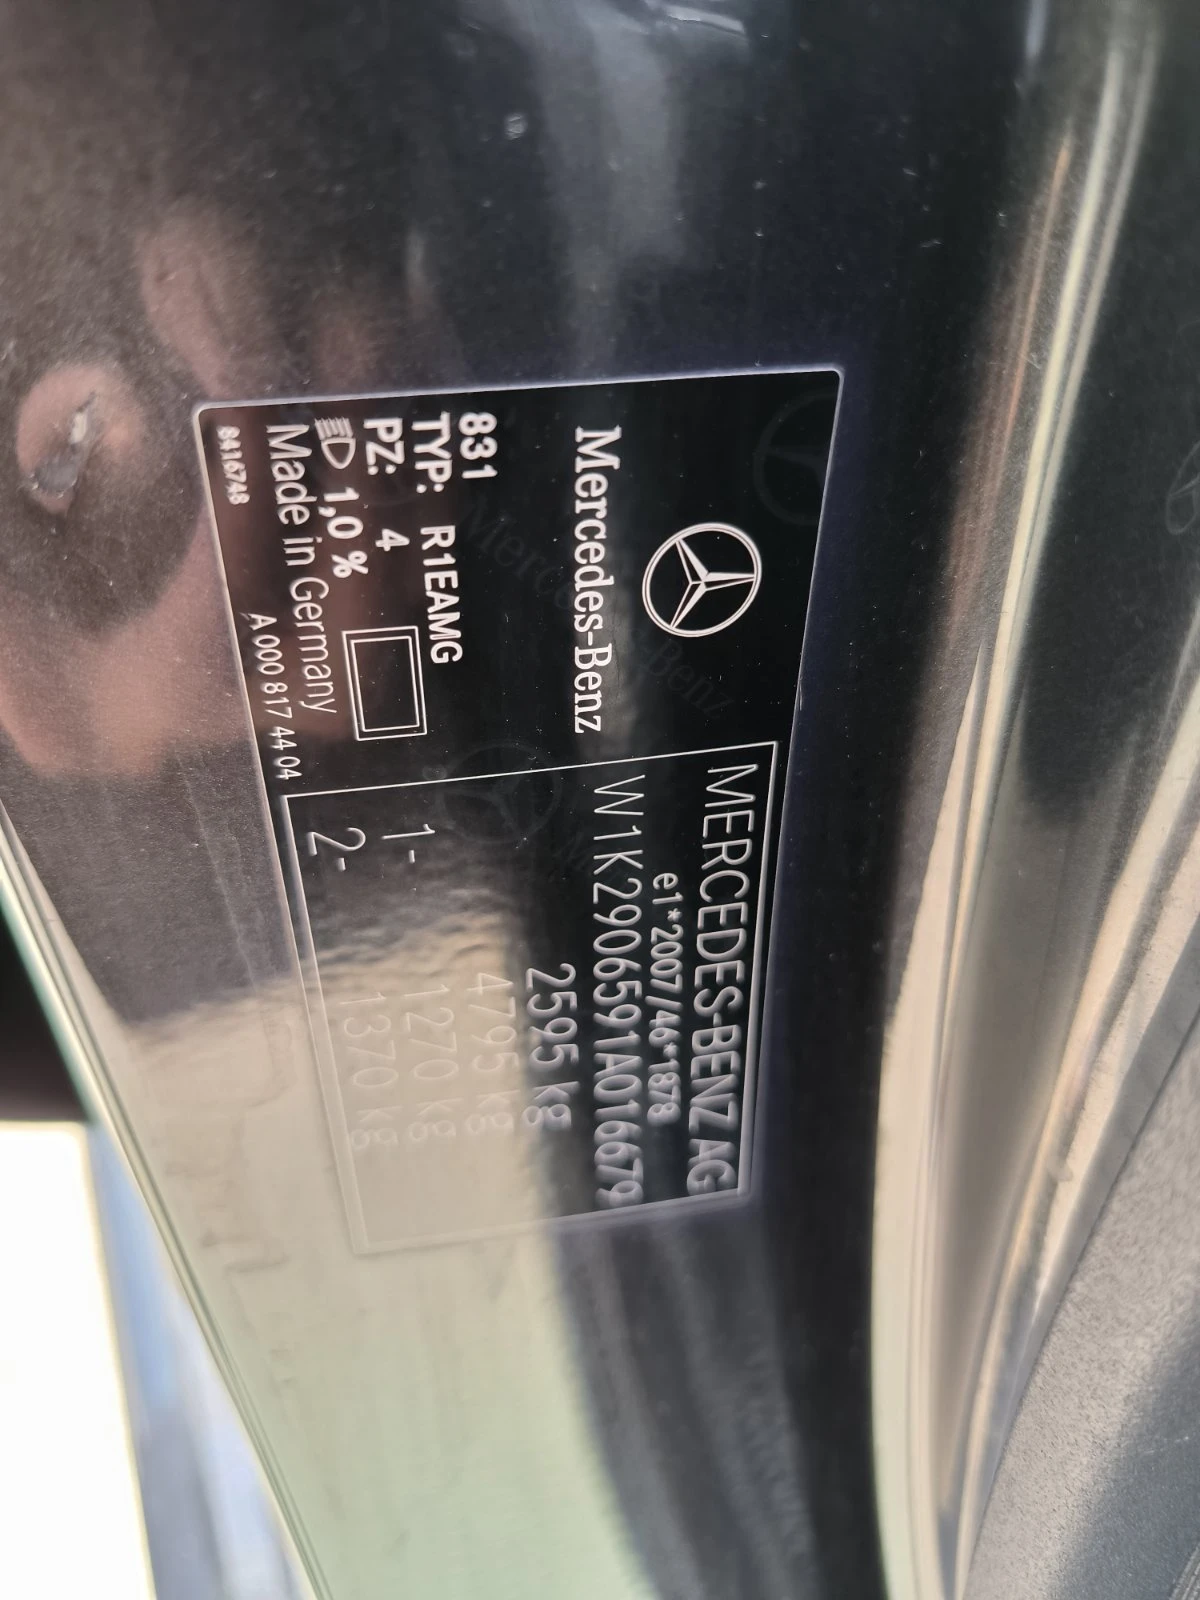 Mercedes-Benz
831
TYP: R1EAMG
PZ: 4
1,0 %
Made in Germany
8416748
A 000 817 44 04
MERCEDES-BENZ AG
e1*2007/46*1878
W1K2906591A016679
2595 kg
4795 kg
1- 1270 kg
2- 1370 kg